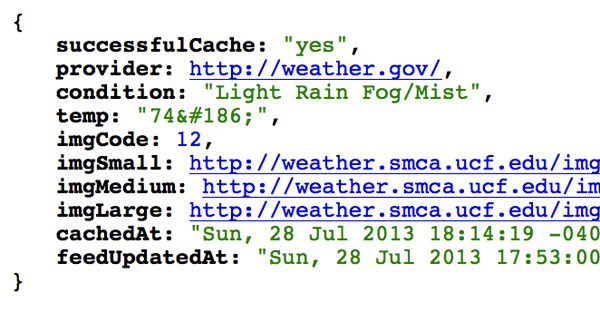 {
successfulCache: "yes",
provider: http://weather.gov/,
condition: "Light Rain Fog/Mist",
temp: "74&#186;",
imgCode: 12,
imgSmall: http://weather.smca.ucf.edu/img
imgMedium: http://weather.smca.ucf.edu/im
imgLarge: http://weather.smca.ucf.edu/img
cachedAt: "Sun, 28 Jul 2013 18:14:19 -040
feedUpdatedAt: "Sun, 28 Jul 2013 17:53:00
}